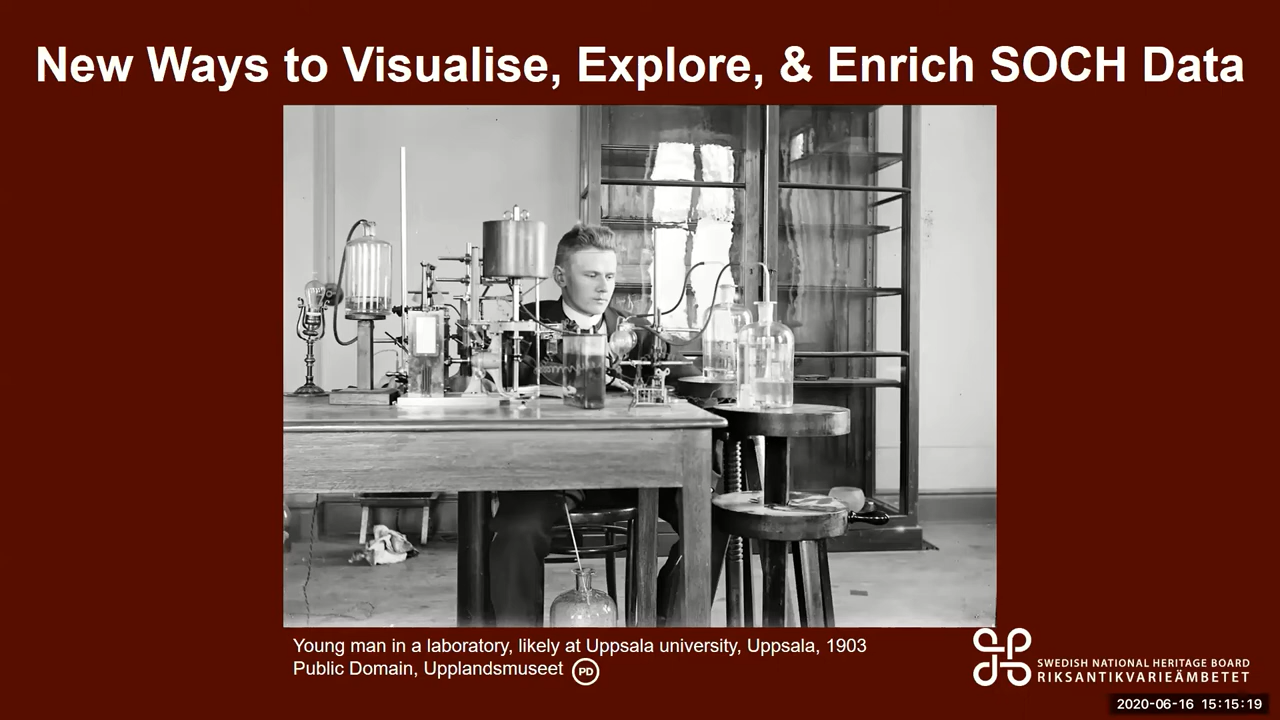 New Ways to Visualise, Explore, & Enrich SOCH Data
Young man in a laboratory, likely at Uppsala university, Uppsala, 1903
Public Domain, Upplandsmuseet PD
SWEDISH NATIONAL HERITAGE BOARD
RIKSANTIKVARIEÄMBETET
2020-06-16 15:15:19